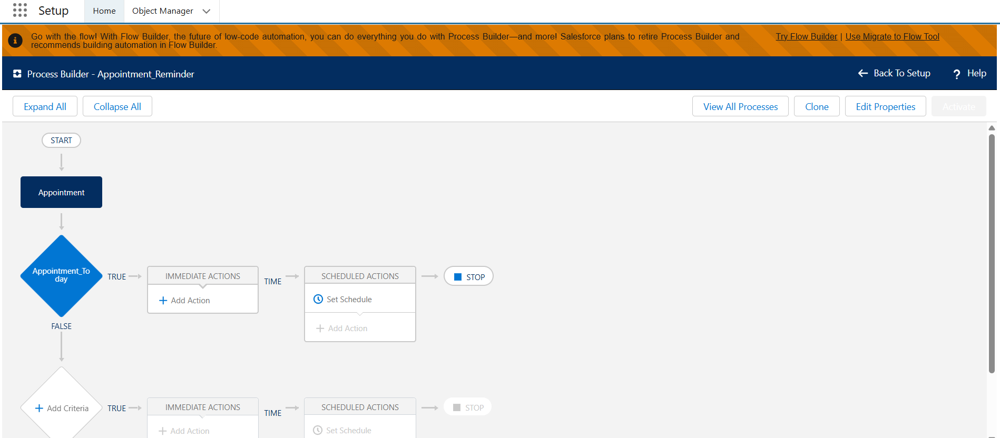 Setup
Home
Object Manager
Go with the flow! With Flow Builder, the future of low-code automation, you can do everything you do with Process Builder—and more! Salesforce plans to retire Process Builder and
recommends building automation in Flow Builder.
Try Flow Builder | Use Migrate to Flow Tool
Process Builder - Appointment_Reminder
Back To Setup
? Help
Expand All
Collapse All
View All Processes
Clone
Edit Properties
Activate
START
Appointment
Appointment_To
day
TRUE
IMMEDIATE ACTIONS
+ Add Action
TIME
SCHEDULED ACTIONS
Set Schedule
+ Add Action
STOP
FALSE
+ Add Criteria
TRUE
IMMEDIATE ACTIONS
+ Add Action
TIME
SCHEDULED ACTIONS
Set Schedule
STOP